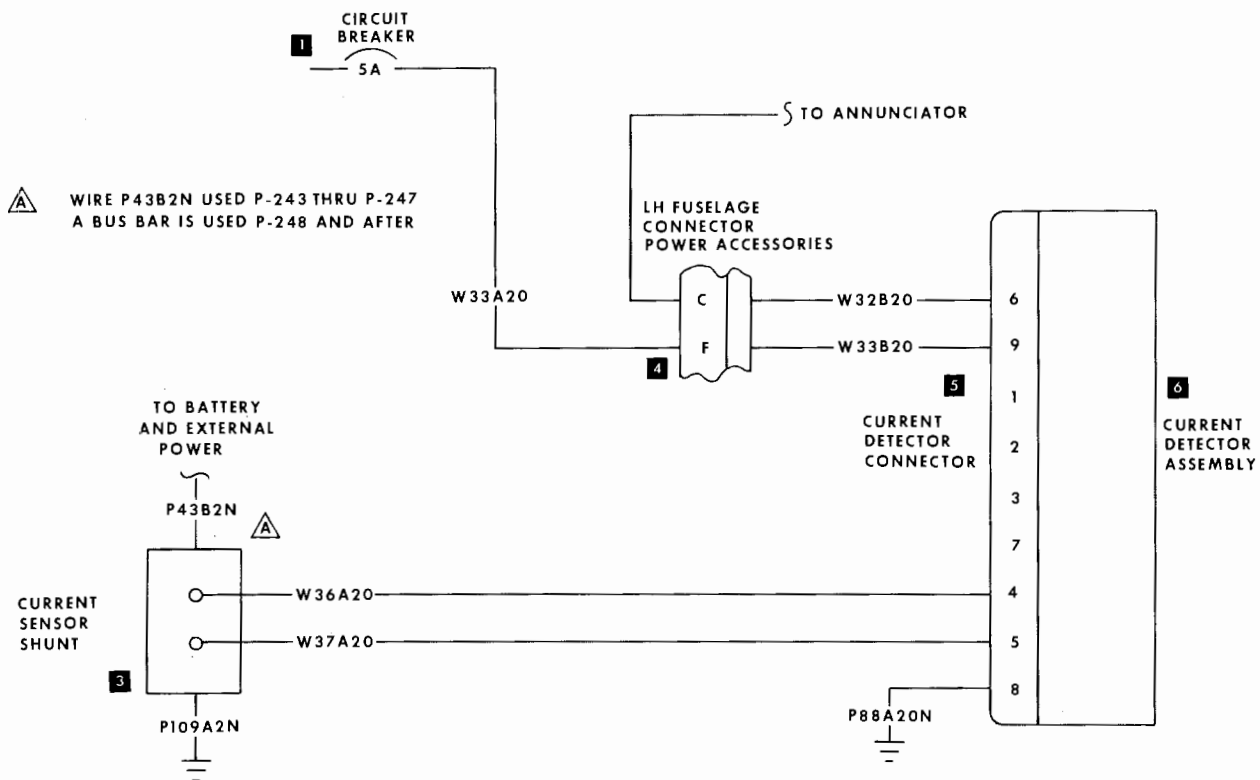 CIRCUIT
BREAKER
1
5A
TO ANNUNCIATOR
A
WIRE P43B2N USED P-243 THRU P-247
A BUS BAR IS USED P-248 AND AFTER
LH FUSELAGE
CONNECTOR
POWER ACCESSORIES
W33A20
C
W32B20
6
F
W33B20
9
4
5
6
1
TO BATTERY
AND EXTERNAL
POWER
CURRENT
DETECTOR
CONNECTOR
2
CURRENT
DETECTOR
ASSEMBLY
3
P43B2N
A
7
W36A20
4
CURRENT
SENSOR
SHUNT
W37A20
5
3
8
P109A2N
P88A20N